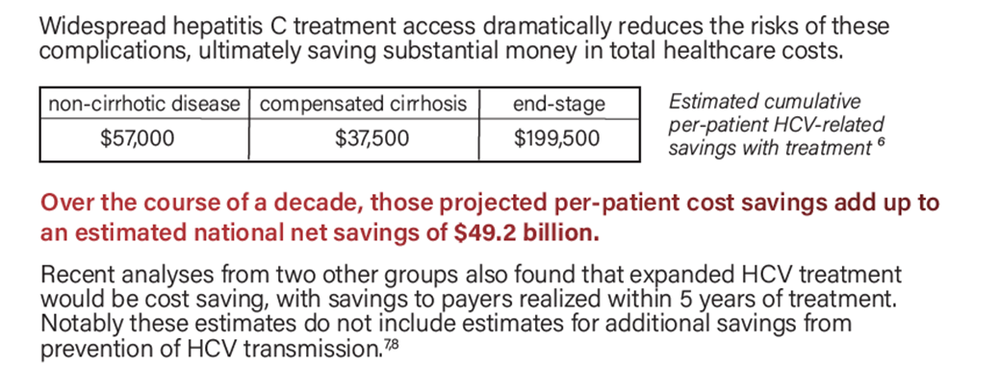 Widespread hepatitis C treatment access dramatically reduces the risks of these
complications, ultimately saving substantial money in total healthcare costs.
non-cirrhotic disease compensated cirrhosis end-stage
$57,000 $37,500 $199,500
Estimated cumulative
per-patient HCV-related
savings with treatment 6
Over the course of a decade, those projected per-patient cost savings add up to
an estimated national net savings of $49.2 billion.
Recent analyses from two other groups also found that expanded HCV treatment
would be cost saving, with savings to payers realized within 5 years of treatment.
Notably these estimates do not include estimates for additional savings from
prevention of HCV transmission.7,8